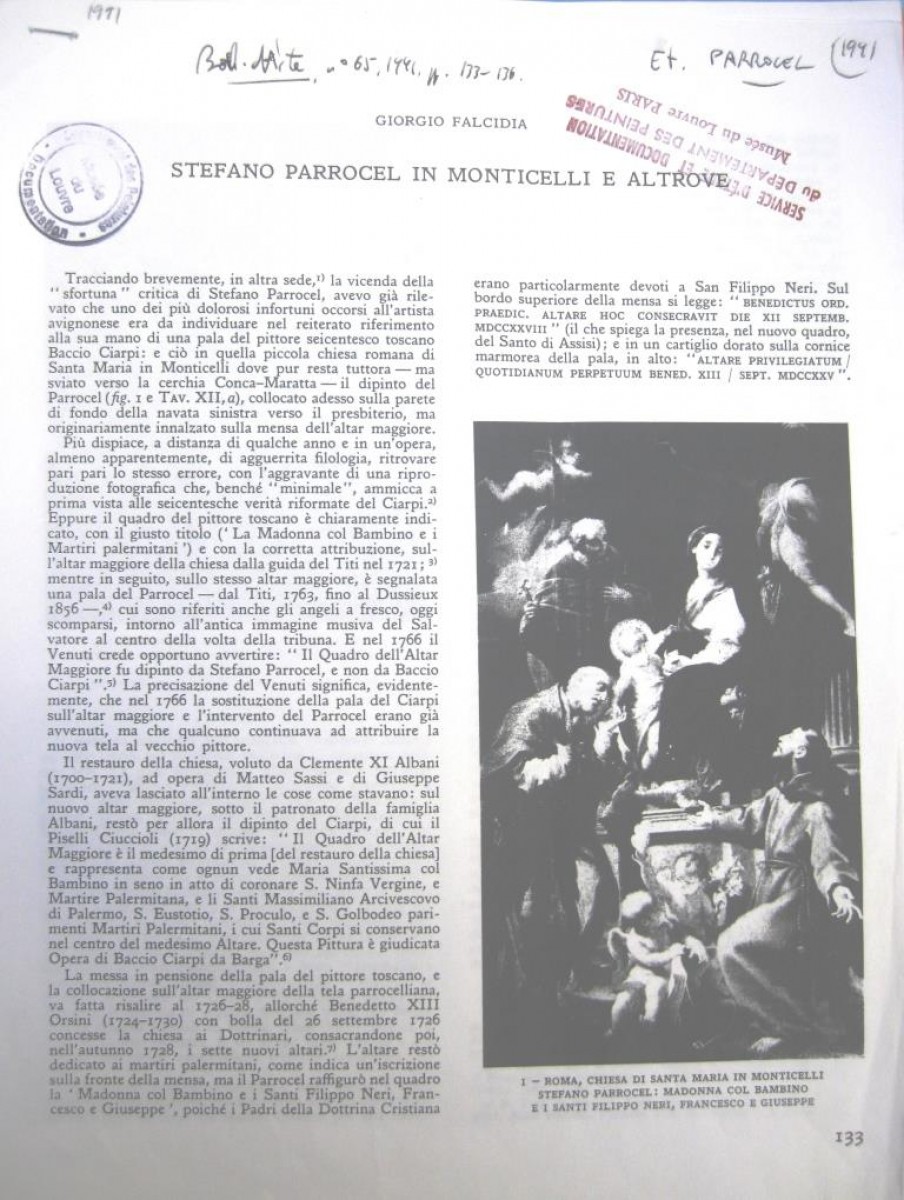 1991
Boll. d'Arte, n° 65, 1991, pp. 133-136.
Et. PARROCEL (1991
GIORGIO FALCIDIA
SERVICE D'ÉTUDE ET DOCUMENTATION
du DEPARTEMENT DES PEINTURES
Musée du Louvre PARIS
Musée
du
Louvre
Documentation
STEFANO PARROCEL IN MONTICELLI E ALTROVE
Tracciando brevemente, in altra sede,¹⁾ la vicenda della
“sfortuna” critica di Stefano Parrocel, avevo già rile-
vato che uno dei più dolorosi infortuni occorsi all'artista
avignonese era da individuare nel reiterato riferimento
alla sua mano di una pala del pittore seicentesco toscano
Baccio Ciarpi: e ciò in quella piccola chiesa romana di
Santa Maria in Monticelli dove pur resta tuttora — ma
sviato verso la cerchia Conca–Maratta — il dipinto del
Parrocel (fig. 1 e TAV. XII, a), collocato adesso sulla parete
di fondo della navata sinistra verso il presbiterio, ma
originariamente innalzato sulla mensa dell'altar maggiore.
Più dispiace, a distanza di qualche anno e in un'opera,
almeno apparentemente, di agguerrita filologia, ritrovare
pari pari lo stesso errore, con l'aggravante di una ripro-
duzione fotografica che, benché “minimale”, ammicca a
prima vista alle seicentesche verità riformate del Ciarpi.²⁾
Eppure il quadro del pittore toscano è chiaramente indi-
cato, con il giusto titolo (‘La Madonna col Bambino e i
Martiri palermitani’) e con la corretta attribuzione, sul-
l'altar maggiore della chiesa dalla guida del Titi nel 1721; ³⁾
mentre in seguito, sullo stesso altar maggiore, è segnalata
una pala del Parrocel — dal Titi, 1763, fino al Dussieux
1856 —,⁴⁾ cui sono riferiti anche gli angeli a fresco, oggi
scomparsi, intorno all'antica immagine musiva del Sal-
vatore al centro della volta della tribuna. E nel 1766 il
Venuti crede opportuno avvertire: “Il Quadro dell'Altar
Maggiore fu dipinto da Stefano Parrocel, e non da Baccio
Ciarpi”.⁵⁾ La precisazione del Venuti significa, evidente-
mente, che nel 1766 la sostituzione della pala del Ciarpi
sull'altar maggiore e l'intervento del Parrocel erano già
avvenuti, ma che qualcuno continuava ad attribuire la
nuova tela al vecchio pittore.
Il restauro della chiesa, voluto da Clemente XI Albani
(1700–1721), ad opera di Matteo Sassi e di Giuseppe
Sardi, aveva lasciato all'interno le cose come stavano: sul
nuovo altar maggiore, sotto il patronato della famiglia
Albani, restò per allora il dipinto del Ciarpi, di cui il
Piselli Ciuccioli (1719) scrive: “Il Quadro dell'Altar
Maggiore è il medesimo di prima [del restauro della chiesa]
e rappresenta come ognun vede Maria Santissima col
Bambino in seno in atto di coronare S. Ninfa Vergine, e
Martire Palermitana, e li Santi Massimiliano Arcivescovo
di Palermo, S. Eustotio, S. Proculo, e S. Golbodeo pari-
menti Martiri Palermitani, i cui Santi Corpi si conservano
nel centro del medesimo Altare. Questa Pittura è giudicata
Opera di Baccio Ciarpi da Barga”.⁶⁾
La messa in pensione della pala del pittore toscano, e
la collocazione sull'altar maggiore della tela parrocelliana,
va fatta risalire al 1726–28, allorché Benedetto XIII
Orsini (1724–1730) con bolla del 26 settembre 1726
concesse la chiesa ai Dottrinari, consacrandone poi,
nell'autunno 1728, i sette nuovi altari.⁷⁾ L'altare restò
dedicato ai martiri palermitani, come indica un'iscrizione
sulla fronte della mensa, ma il Parrocel raffigurò nel quadro
la ‘Madonna col Bambino e i Santi Filippo Neri, Fran-
cesco e Giuseppe’, poiché i Padri della Dottrina Cristiana
erano particolarmente devoti a San Filippo Neri. Sul
bordo superiore della mensa si legge: “BENEDICTUS ORD.
PRAEDIC. ALTARE HOC CONSECRAVIT DIE XII SEPTEMB.
MDCCXXVIII” (il che spiega la presenza, nel nuovo quadro,
del Santo di Assisi); e in un cartiglio dorato sulla cornice
marmorea della pala, in alto: “ALTARE PRIVILEGIATUM /
QUOTIDIANUM PERPETUUM BENED. XIII / SEPT. MDCCXXV”.
1 – ROMA, CHIESA DI SANTA MARIA IN MONTICELLI
STEFANO PARROCEL: MADONNA COL BAMBINO
E I SANTI FILIPPO NERI, FRANCESCO E GIUSEPPE
133